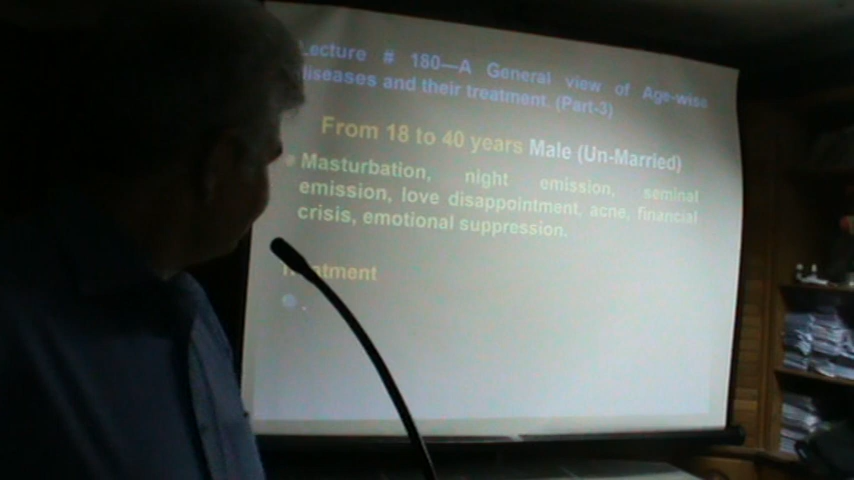 Lecture # 180—A General view of Age-wise
diseases and their treatment. (Part-3)
From 18 to 40 years Male (Un-Married)
Masturbation, night emission, seminal
emission, love disappointment, acne, financial
crisis, emotional suppression.
Treatment